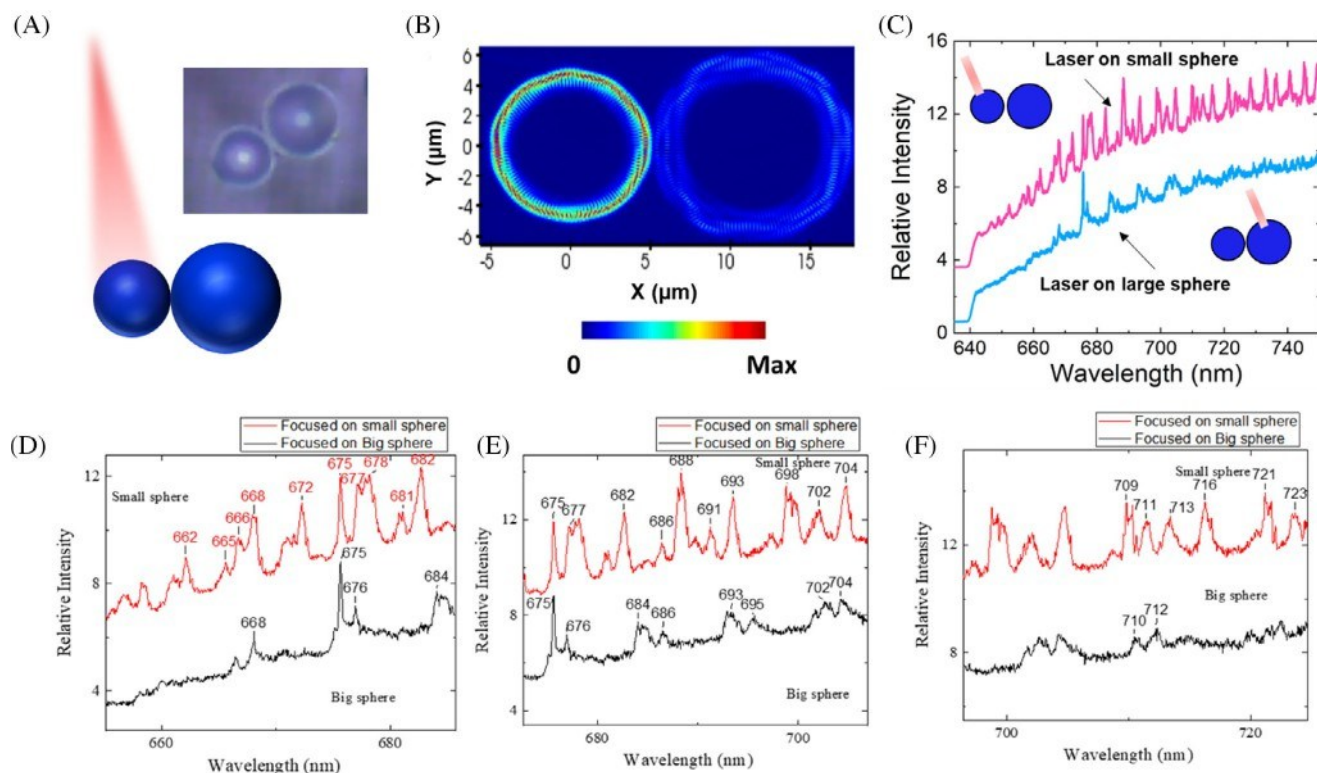 (A)
(B)
Y (µm)
6
4
2
0
-2
-4
-6
-5
0
5
10
15
X (µm)
0
Max
(C)
Relative Intensity
16
12
8
4
0
Laser on small sphere
Laser on large sphere
640
660
680
700
720
740
Wavelength (nm)
(D)
Focused on small sphere
Focused on Big sphere
Relative Intensity
12
8
4
Small sphere
662
665
666
668
672
675
677
678
681
682
668
675
676
684
Big sphere
660
680
Wavelength (nm)
(E)
Focused on small sphere
Focused on Big sphere
Relative Intensity
12
8
4
Small sphere
675
677
682
686
688
691
693
698
702
704
675
676
684
686
693
695
702
704
Big sphere
680
700
Wavelength (nm)
(F)
Focused on small sphere
Focused on Big sphere
Relative Intensity
12
8
Small sphere
709
711
713
716
721
723
Big sphere
710
712
700
710
720
Wavelength (nm)